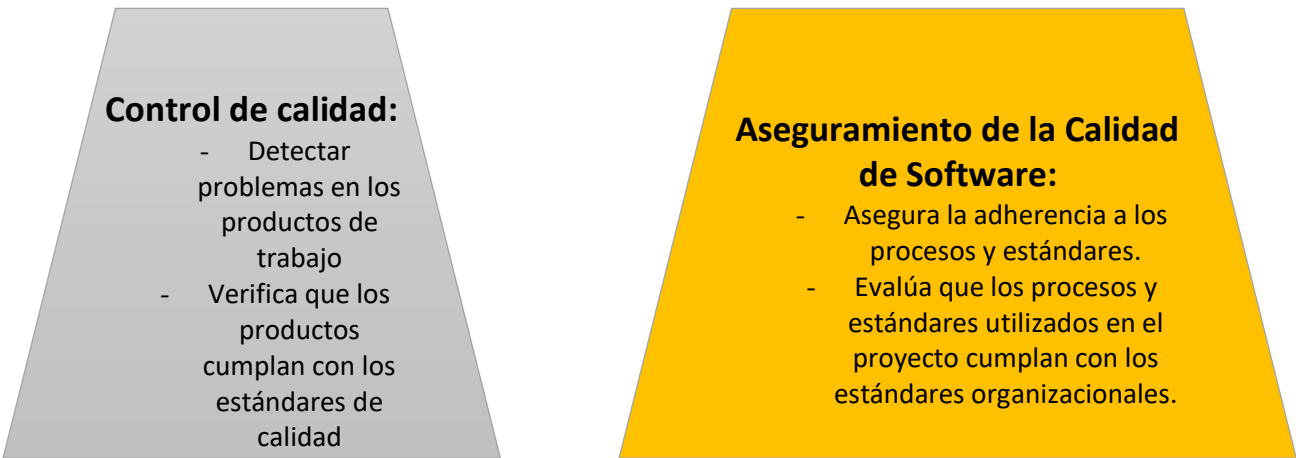 Control de calidad:
- Detectar
problemas en los
productos de
trabajo
- Verifica que los
productos
cumplan con los
estándares de
calidad
Aseguramiento de la Calidad
de Software:
- Asegura la adherencia a los
procesos y estándares.
- Evalúa que los procesos y
estándares utilizados en el
proyecto cumplan con los
estándares organizacionales.